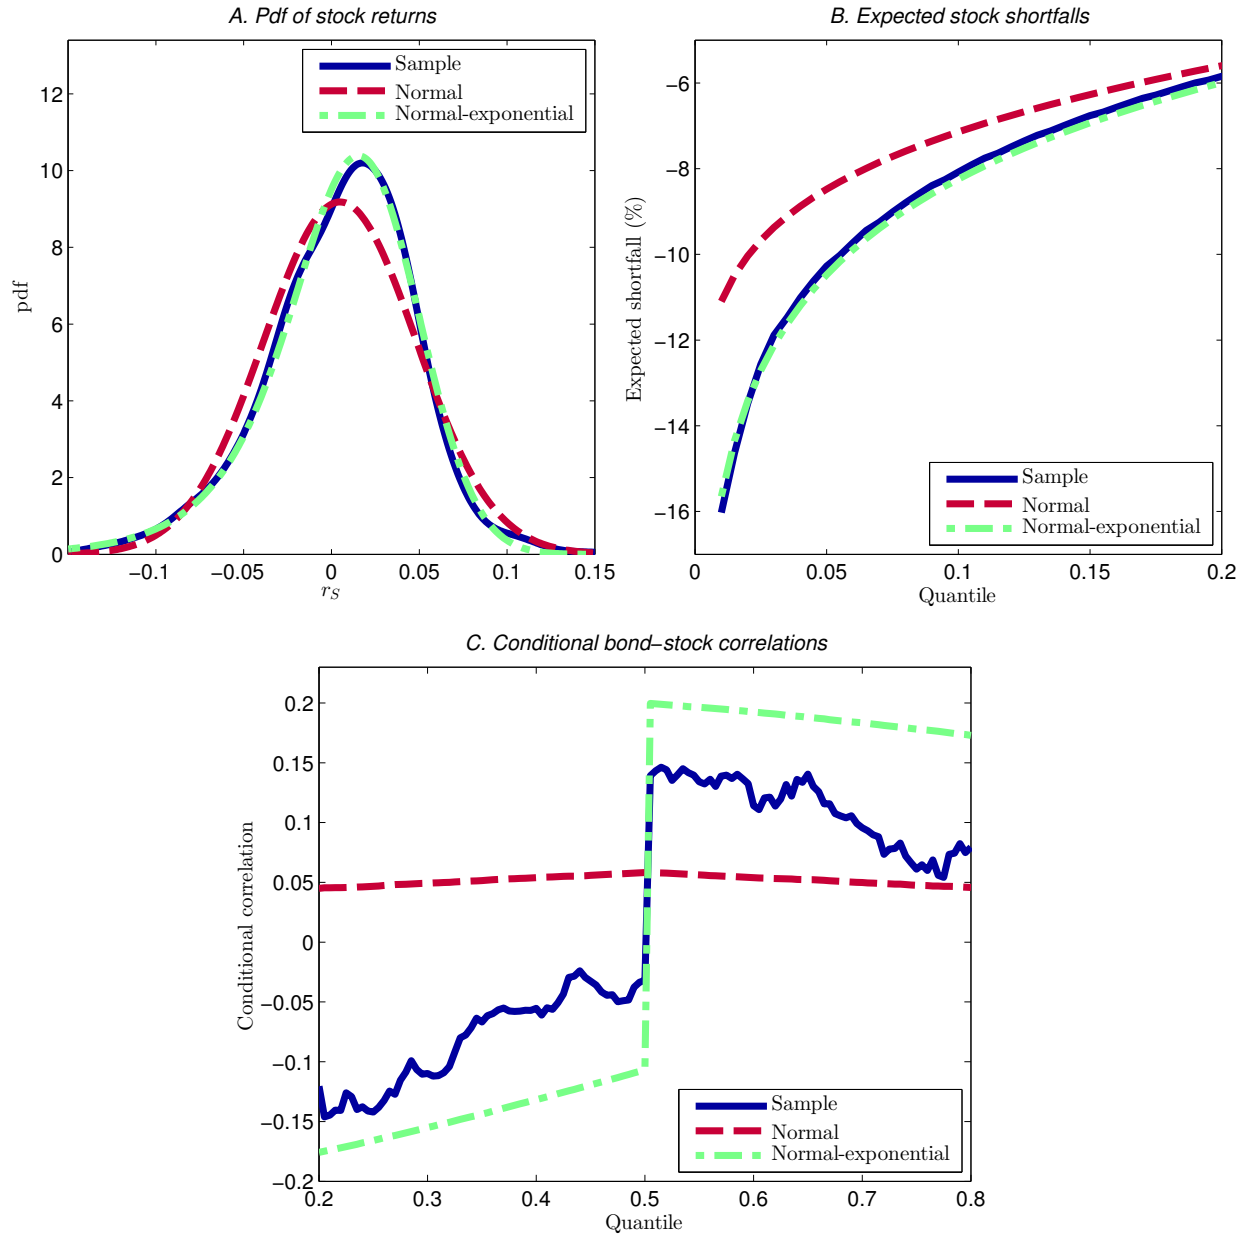 A. Pdf of stock returns
Sample
Normal
Normal-exponential
12
10
8
6
4
2
0
pdf
−0.1
−0.05
0
0.05
0.1
0.15
r_S
B. Expected stock shortfalls
−6
−8
−10
−12
−14
−16
Expected shortfall (%)
Sample
Normal
Normal-exponential
0
0.05
0.1
0.15
0.2
Quantile
C. Conditional bond−stock correlations
0.2
0.15
0.1
0.05
0
−0.05
−0.1
−0.15
−0.2
Conditional correlation
Sample
Normal
Normal-exponential
0.2
0.3
0.4
0.5
0.6
0.7
0.8
Quantile